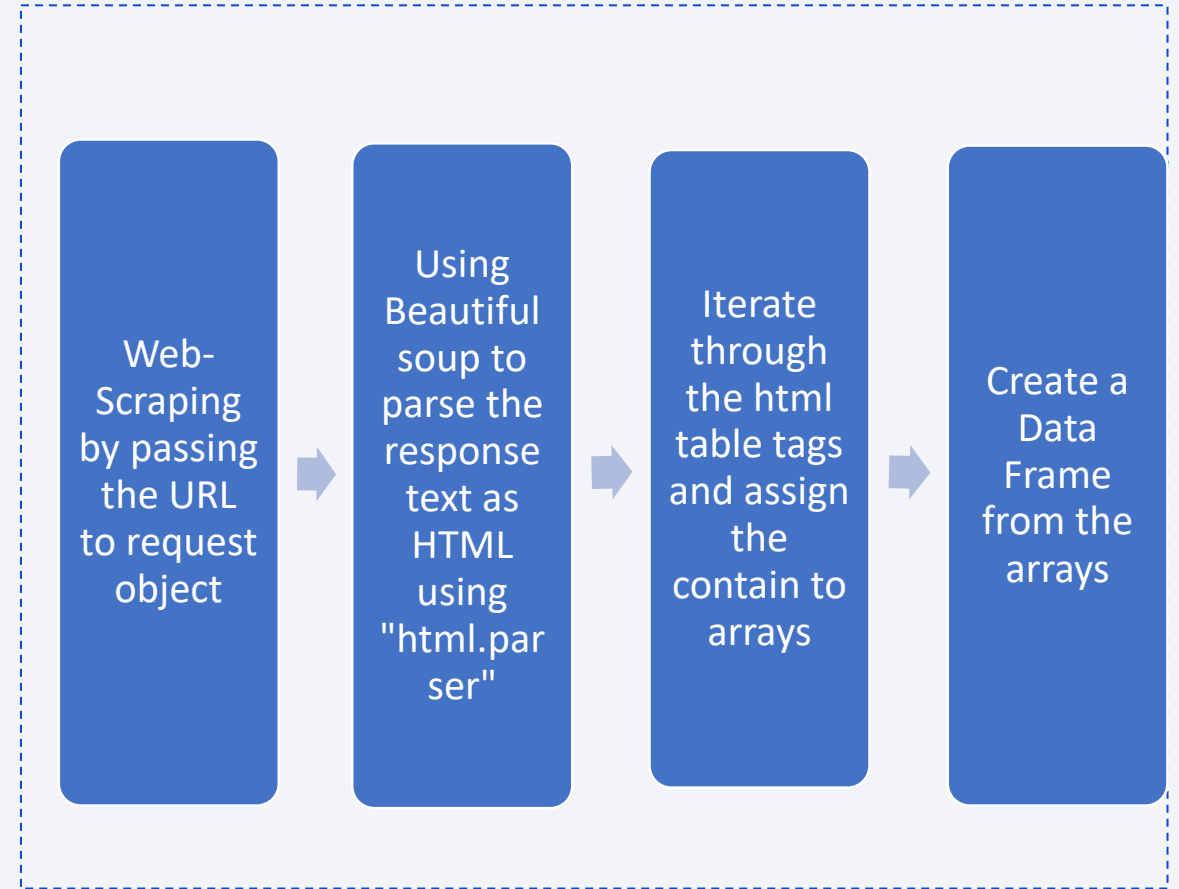 Web-
Scraping
by passing
the URL
to request
object
Using
Beautiful
soup to
parse the
response
text as
HTML
using
"html.par
ser"
Iterate
through
the html
table tags
and assign
the
contain to
arrays
Create a
Data
Frame
from the
arrays